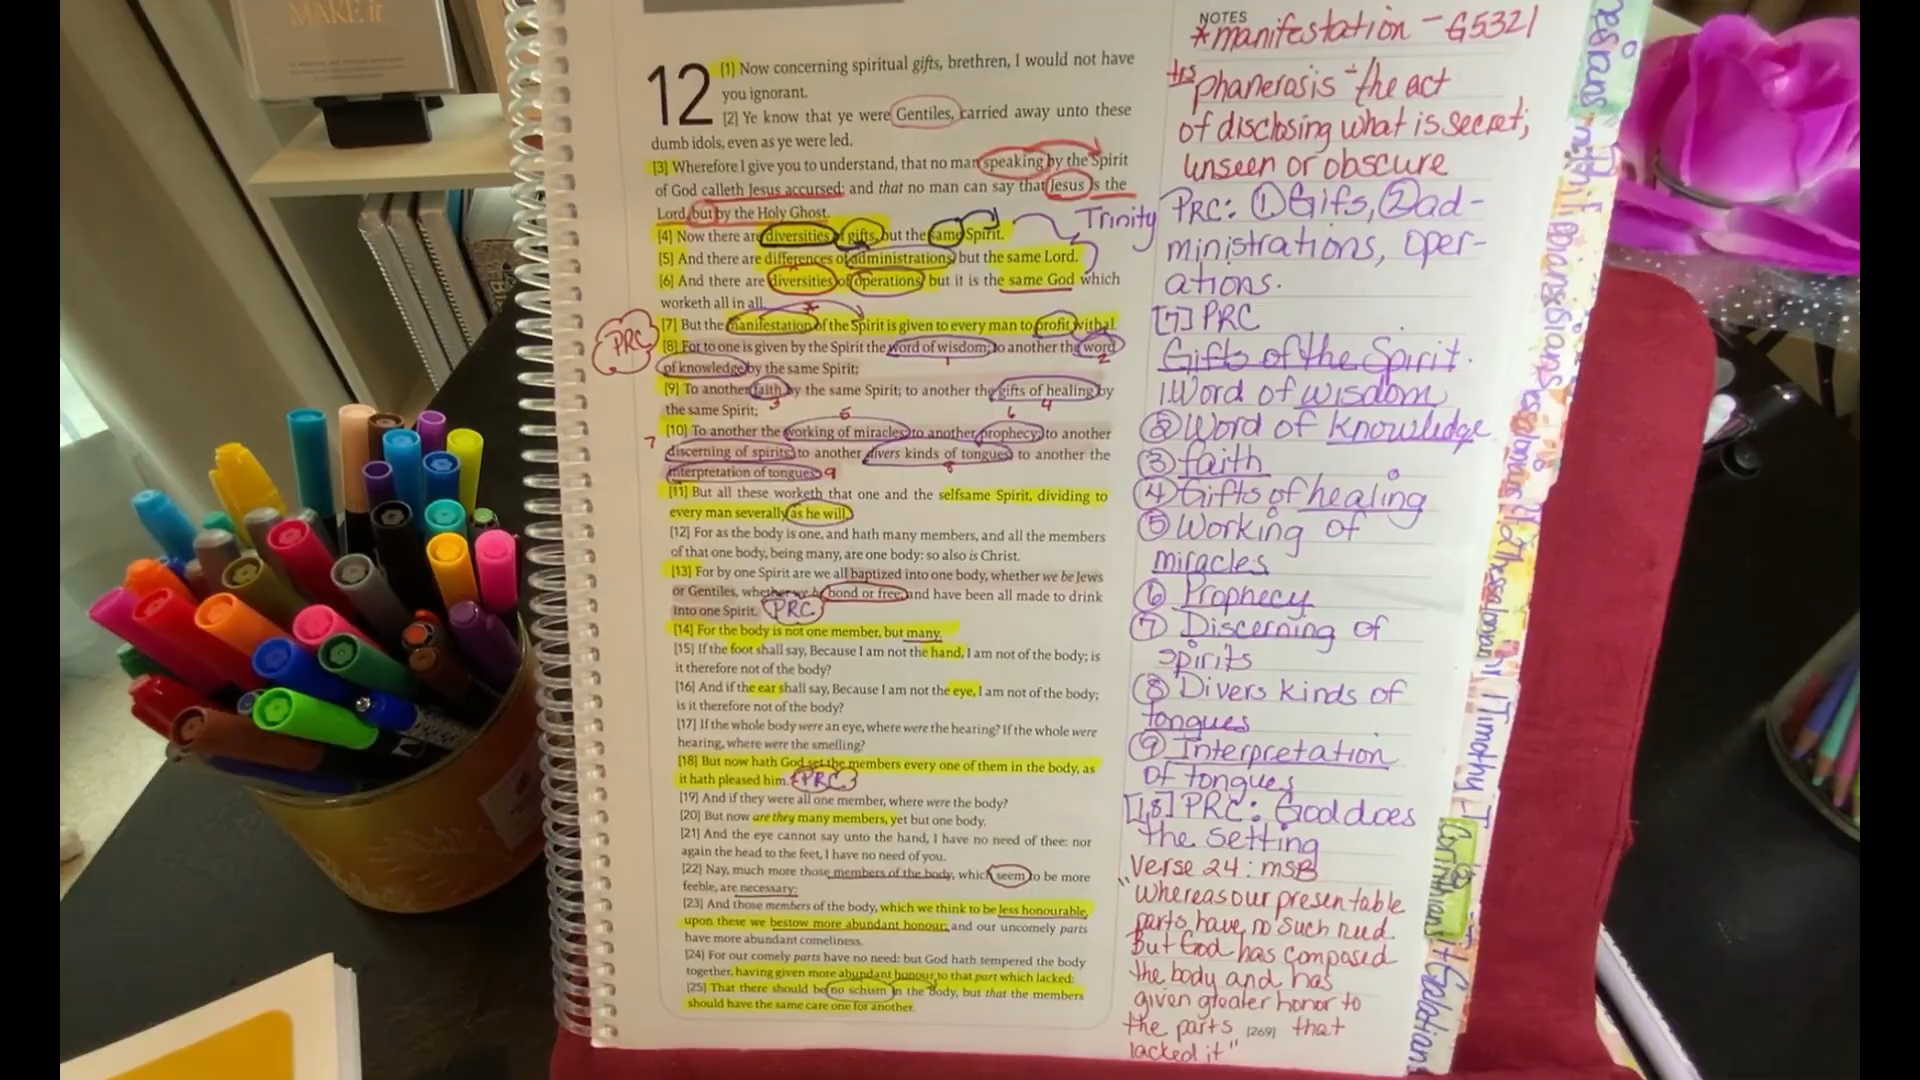 MAKE it
12 [1] Now concerning spiritual gifts, brethren, I would not have
you ignorant.
[2] Ye know that ye were Gentiles, carried away unto these
dumb idols, even as ye were led.
[3] Wherefore I give you to understand, that no man speaking by the Spirit
of God calleth Jesus accursed: and that no man can say that Jesus is the
Lord, but by the Holy Ghost.
[4] Now there are diversities of gifts, but the same Spirit.
Trinity
[5] And there are differences of administrations, but the same Lord.
[6] And there are diversities of operations, but it is the same God which
worketh all in all.
PRC
[7] But the manifestation of the Spirit is given to every man to profit withal.
[8] For to one is given by the Spirit the word of wisdom; to another the word
1 2
of knowledge by the same Spirit;
[9] To another faith by the same Spirit; to another the gifts of healing by
3 4
the same Spirit;
5 6
[10] To another the working of miracles; to another prophecy; to another
7 discerning of spirits; to another divers kinds of tongues; to another the
8
interpretation of tongues: 9
[11] But all these worketh that one and the selfsame Spirit, dividing to
every man severally as he will.
[12] For as the body is one, and hath many members, and all the members
of that one body, being many, are one body: so also is Christ.
[13] For by one Spirit are we all baptized into one body, whether we be Jews
or Gentiles, whether we be bond or free; and have been all made to drink
into one Spirit. PRC
[14] For the body is not one member, but many.
[15] If the foot shall say, Because I am not the hand, I am not of the body; is
it therefore not of the body?
[16] And if the ear shall say, Because I am not the eye, I am not of the body;
is it therefore not of the body?
[17] If the whole body were an eye, where were the hearing? If the whole were
hearing, where were the smelling?
[18] But now hath God set the members every one of them in the body, as
it hath pleased him. PRC
[19] And if they were all one member, where were the body?
[20] But now are they many members, yet but one body.
[21] And the eye cannot say unto the hand, I have no need of thee: nor
again the head to the feet, I have no need of you.
[22] Nay, much more those members of the body, which seem to be more
feeble, are necessary:
[23] And those members of the body, which we think to be less honourable,
upon these we bestow more abundant honour; and our uncomely parts
have more abundant comeliness.
[24] For our comely parts have no need: but God hath tempered the body
together, having given more abundant honour to that part which lacked:
[25] That there should be no schism in the body; but that the members
should have the same care one for another.
NOTES
*manifestation - G5321
phanerosis - the act
of disclosing what is secret,
unseen or obscure
PRC: ① Gifs, ② ad-
ministrations, oper-
ations.
[7] PRC
Gifts of the Spirit.
1. Word of wisdom
② Word of knowledge
③ faith
④ Gifts of healing
⑤ Working of
miracles
⑥ Prophecy
⑦ Discerning of
spirits
⑧ Divers kinds of
tongues
⑨ Interpretation
of tongues
[18] PRC: God does
the setting
Verse 24: MSB
"Whereas our presentable
parts have no such need.
But God has composed
the body and has
given greater honor to
the parts [269] that
lacked it"
1 Timothy
Corinthians
Galatians